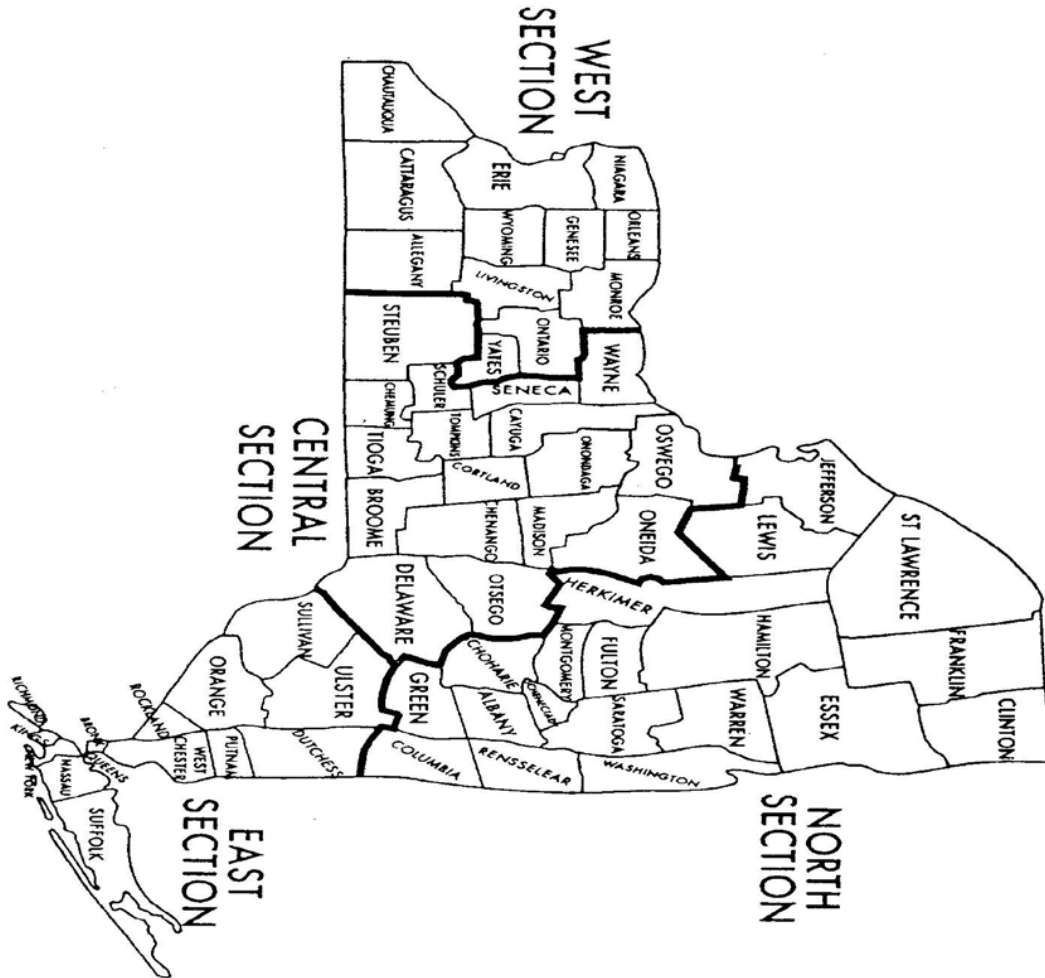 WEST
SECTION
CHAUTAUQUA
CATTARAGUS
ALLEGANY
ERIE
NIAGARA
WYOMING
GENESEE
ORLEANS
LIVINGSTON
MONROE
ONTARIO
YATES
CENTRAL
SECTION
STEUBEN
WAYNE
SENECA
SCHULER
CHEMUNG
CAYUGA
TIOGA
CORTLAND
ONONDAGA
OSWEGO
BROOME
CHENANGO
MADISON
ONEIDA
DELAWARE
OTSEGO
NORTH
SECTION
JEFFERSON
LEWIS
ST LAWRENCE
HERKIMER
HAMILTON
FRANKLIN
CLINTON
ESSEX
WARREN
FULTON
MONTGOMERY
SARATOGA
WASHINGTON
CHOHARIE
ALBANY
RENSSELEAR
GREEN
COLUMBIA
EAST
SECTION
SULLIVAN
ULSTER
ORANGE
DUTCHESS
PUTNAN
WEST
CHESTER
ROCKLAND
RICHMOND
KINGS
QUEENS
SUFFOLK